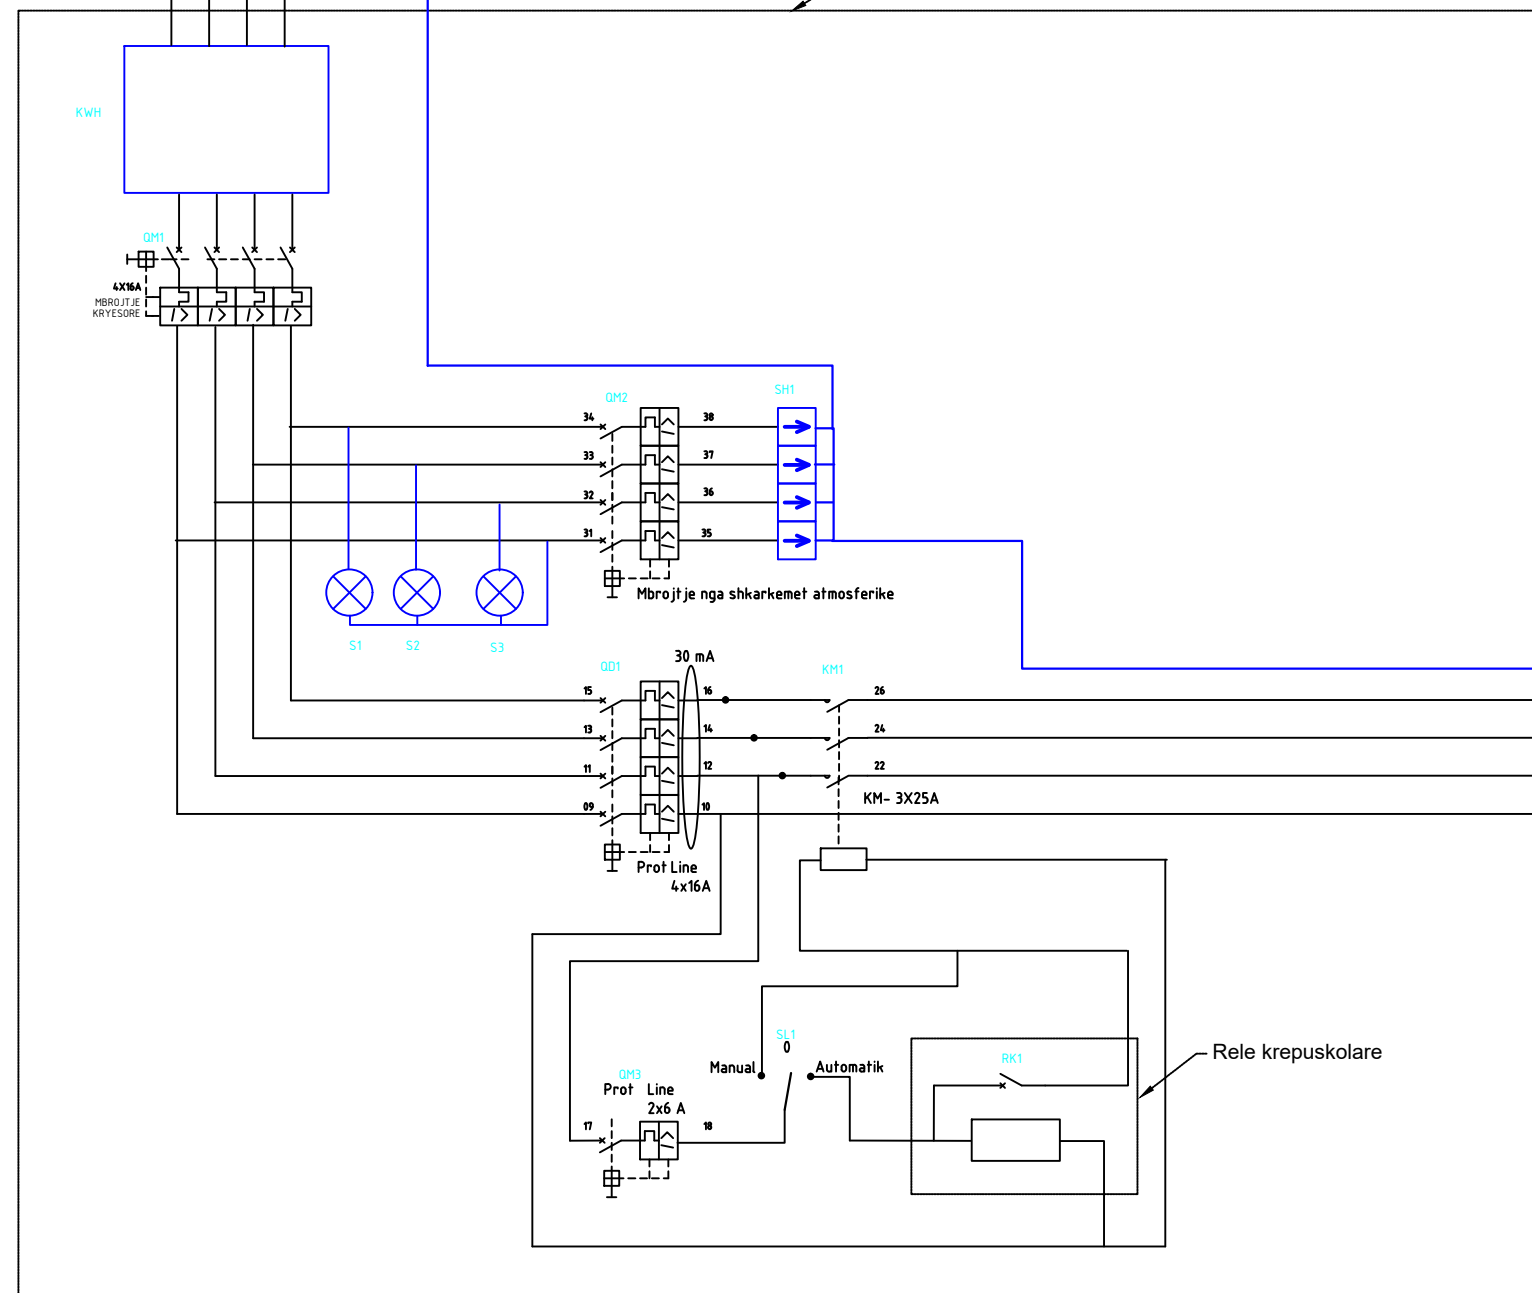 KWH
QM1
4X16A
MBROJTJE
KRYESORE
QM2
SH1
34
38
33
37
32
36
31
35
Mbrojtje nga shkarkemet atmosferike
S1
S2
S3
30 mA
QD1
KM1
15
16
26
13
14
24
11
12
22
KM- 3X25A
09
10
Prot Line
4x16A
SL1
0
Rele krepuskolare
RK1
Manual
Automatik
QM3
Prot Line
2x6 A
17
18